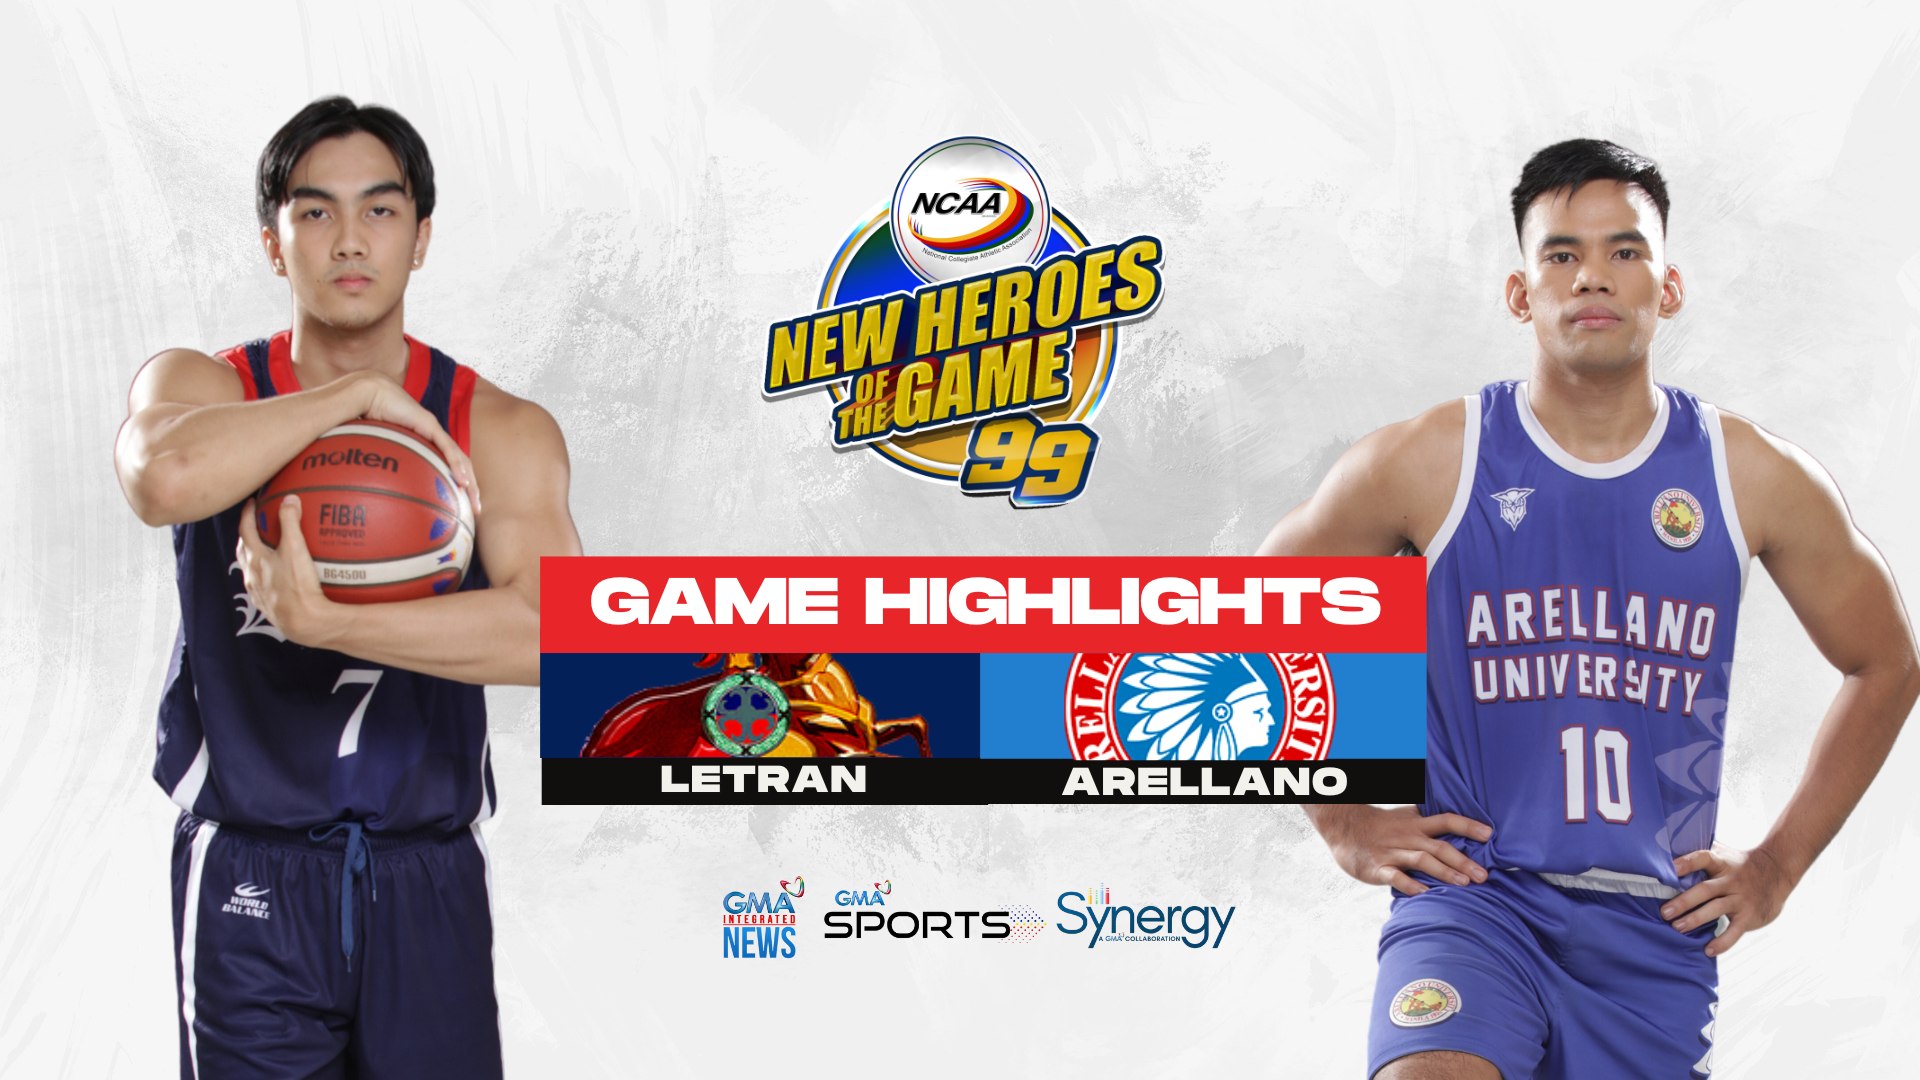 NCAA
National Collegiate Athletic Association
NEW HEROES
OF
THE GAME
99
molten
FIBA
APPROVED
BG4500
7
WORLD
BALANCE
GAME HIGHLIGHTS
LETRAN
ARELLANO
ARELLANO
UNIVERSITY
10
GMA
INTEGRATED
NEWS
GMA
SPORTS
Synergy
A GMA COLLABORATION